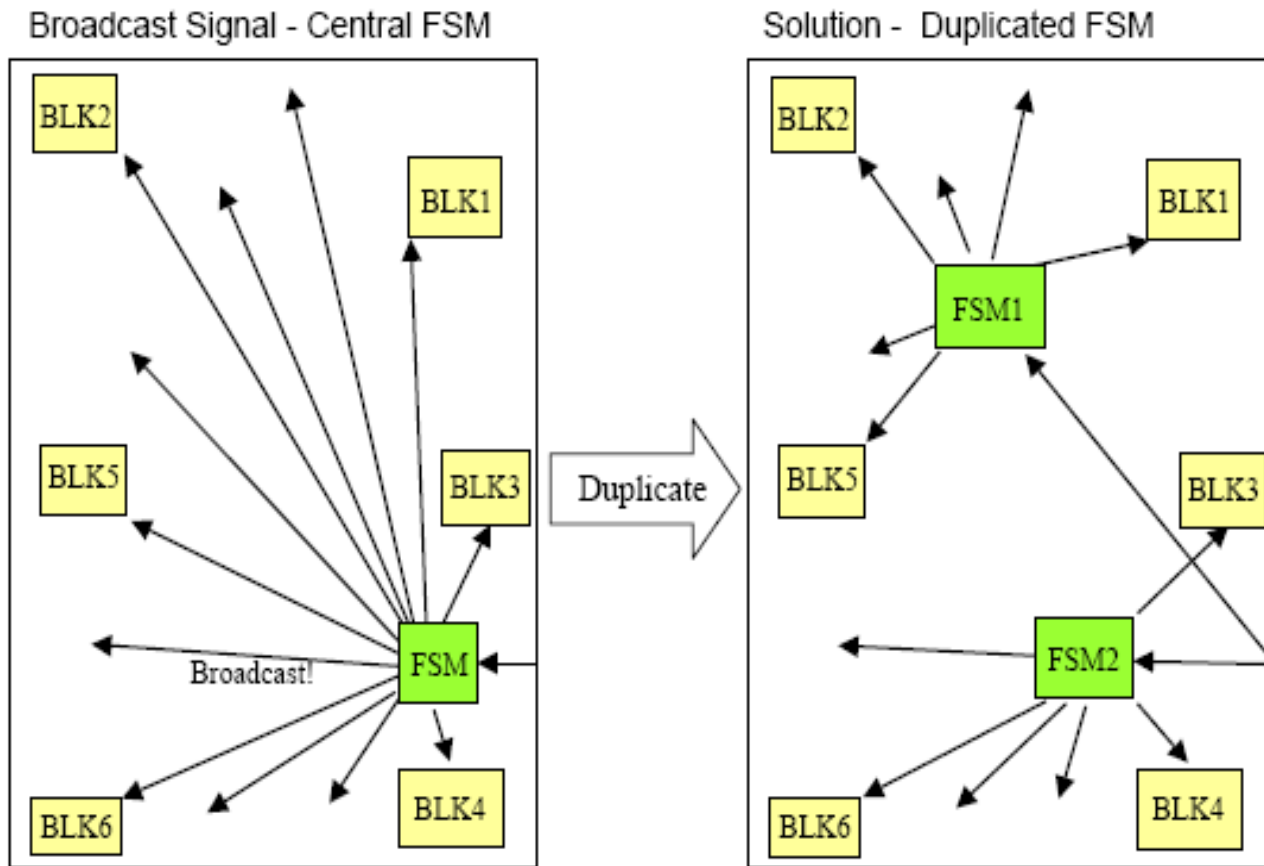 Broadcast Signal - Central FSM
BLK2
BLK1
BLK5
BLK3
Broadcast!
FSM
BLK6
BLK4
Duplicate
Solution - Duplicated FSM
BLK2
BLK1
FSM1
BLK5
BLK3
FSM2
BLK6
BLK4